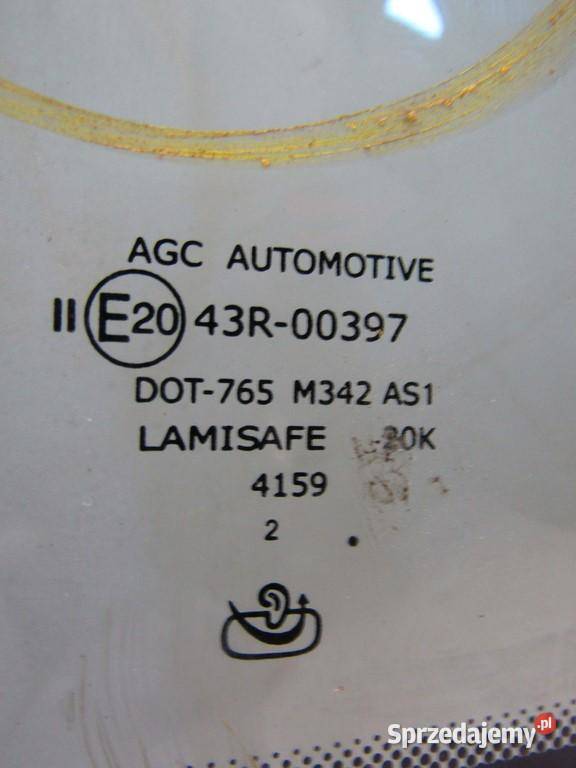 AGC AUTOMOTIVE
II E20 43R-00397
DOT-765 M342 AS1
LAMISAFE
4159
2
Sprzedajemy.pl